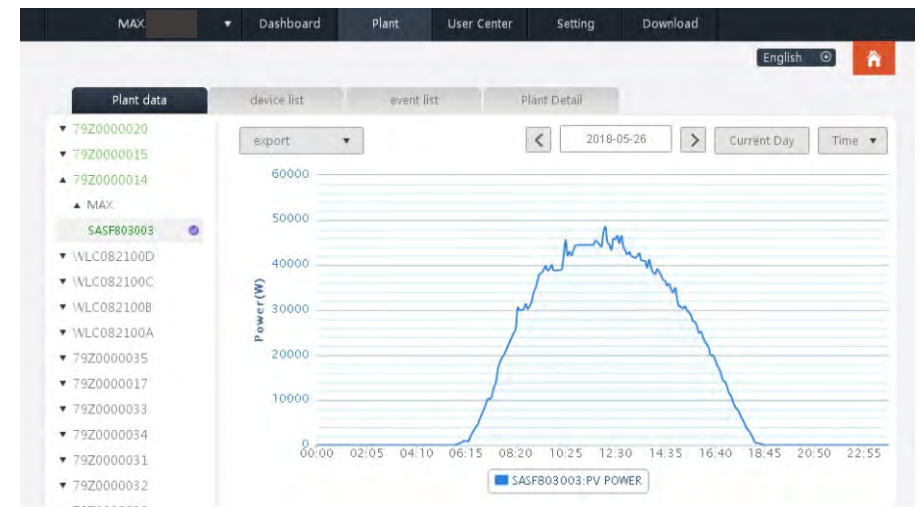 MAX Dashboard Plant User Center Setting Download
English
Plant data device list event list Plant Detail
79Z0000020
79Z0000015
79Z0000014
MAX
SASF803003
WLC082100D
WLC082100C
WLC082100B
WLC082100A
79Z0000035
79Z0000017
79Z0000033
79Z0000034
79Z0000031
79Z0000032
export < 2018-05-26 > Current Day Time
Power(W)
60000
50000
40000
30000
20000
10000
0
00:00 02:05 04:10 06:15 08:20 10:25 12:30 14:35 16:40 18:45 20:50 22:55
SASF803003:PV POWER